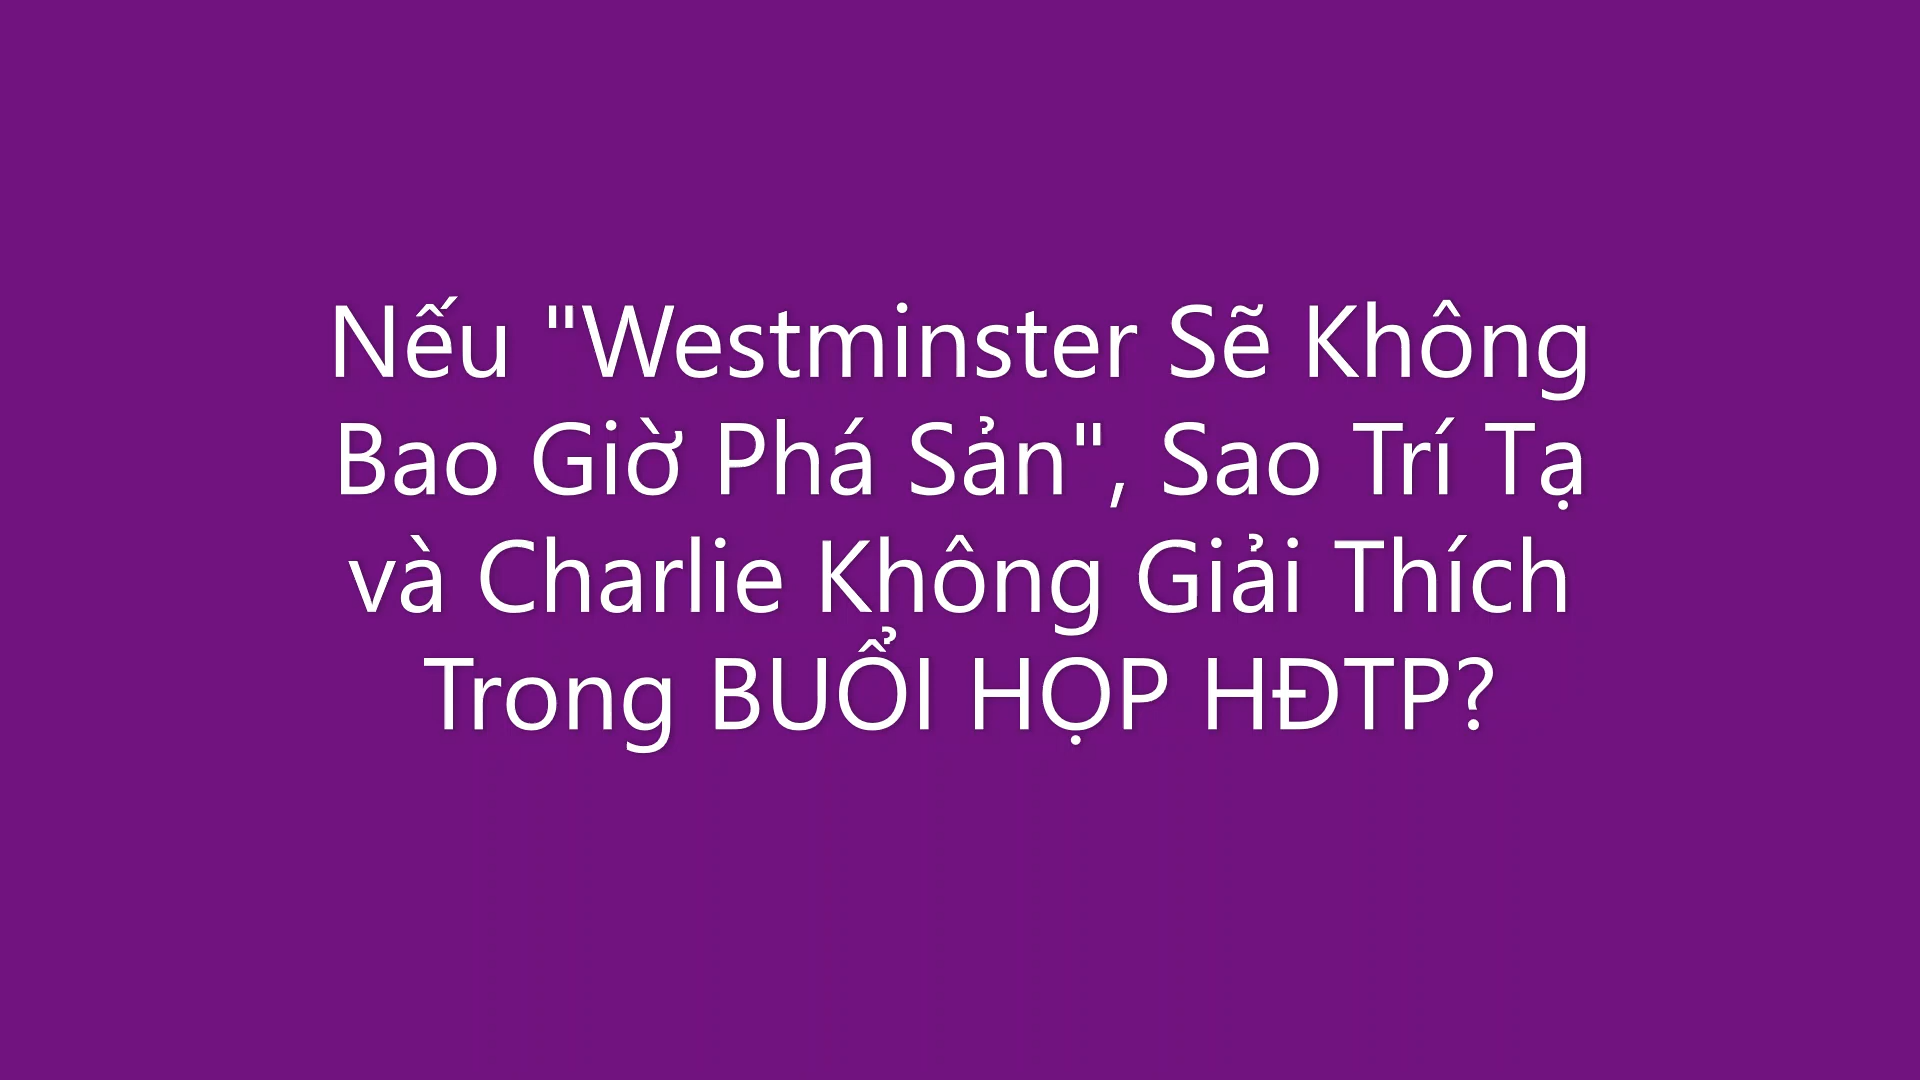 Nếu "Westminster Sẽ Không
Bao Giờ Phá Sản", Sao Trí Tạ
và Charlie Không Giải Thích
Trong BUỔI HỌP HĐTP?